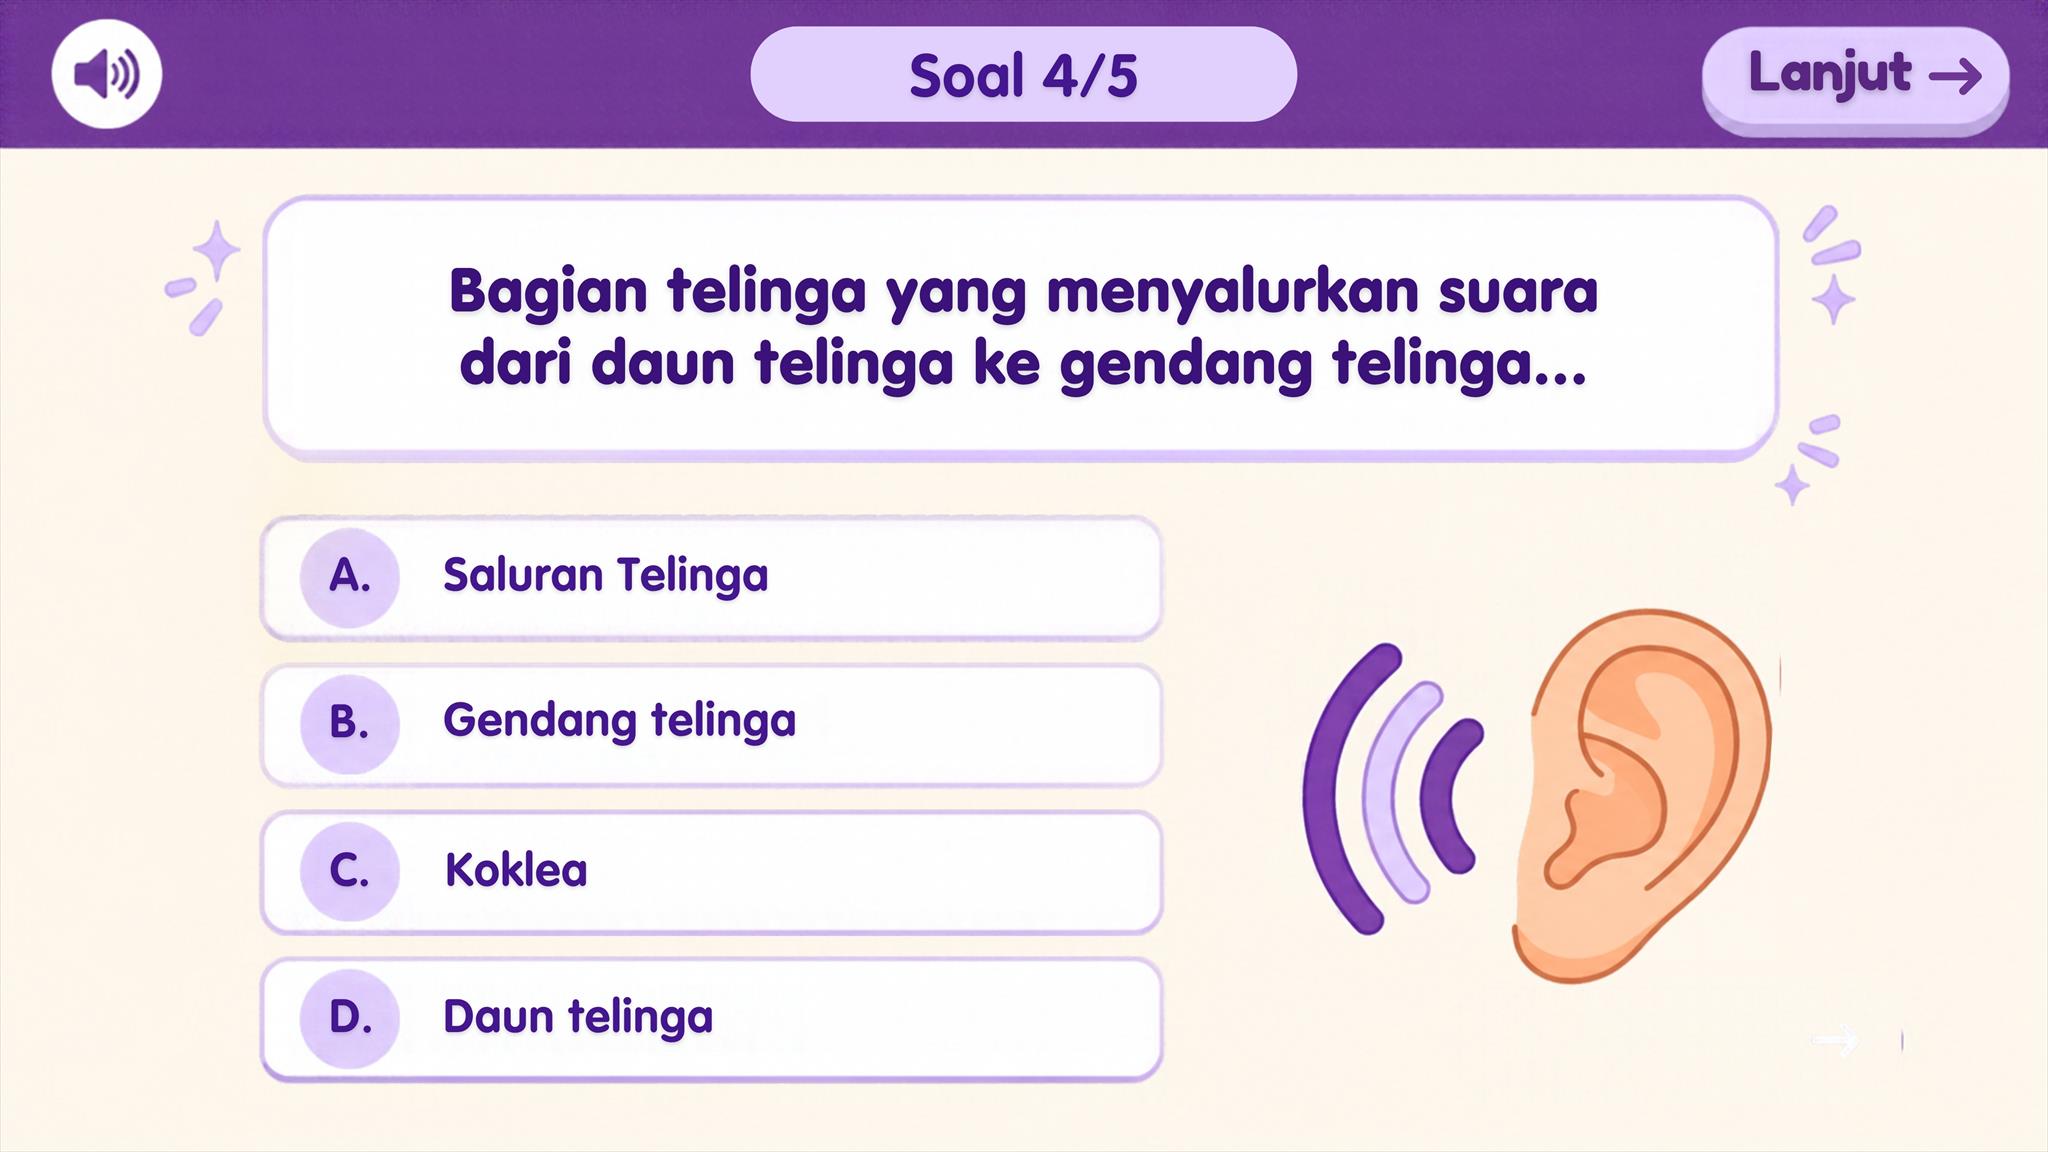 Soal 4/5
Lanjut →
Bagian telinga yang menyalurkan suara
dari daun telinga ke gendang telinga...
A. Saluran Telinga
B. Gendang telinga
C. Koklea
D. Daun telinga